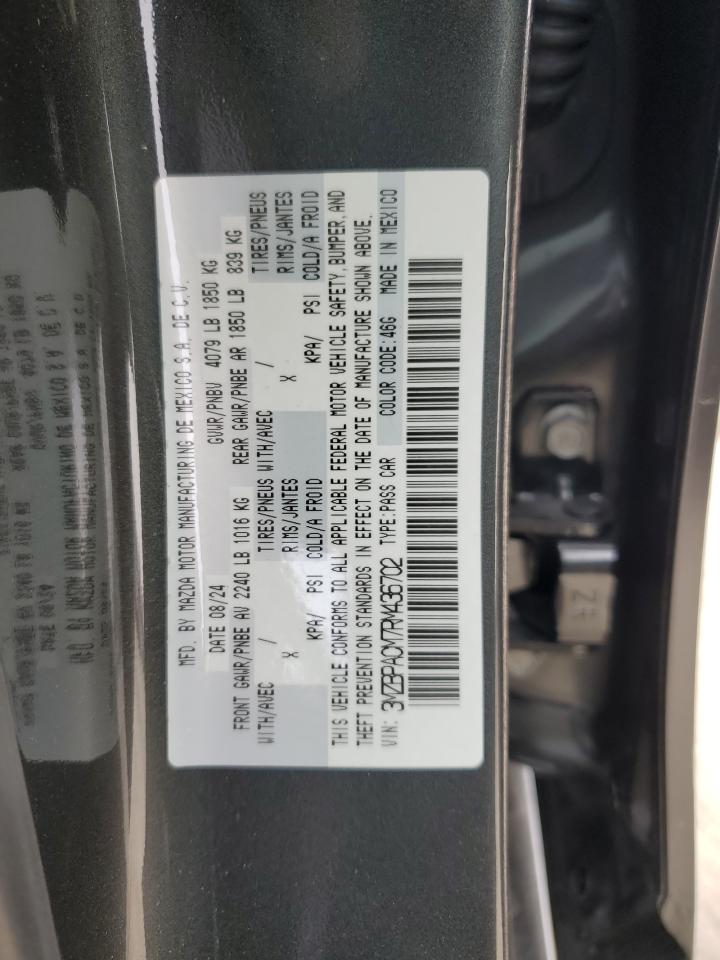 MFD. BY MAZDA MOTOR MANUFACTURING DE MEXICO S.A. DE C.V.
DATE 08/24 GVWR/PNBV 4079 LB 1850 KG
FRONT GAWR/PNBE AV 2240 LB 1016 KG REAR GAWR/PNBE AR 1850 LB 839 KG
WITH/AVEC / TIRES/PNEUS WITH/AVEC / TIRES/PNEUS
X RIMS/JANTES X RIMS/JANTES
KPA/ PSI COLD/A FROID KPA/ PSI COLD/A FROID
THIS VEHICLE CONFORMS TO ALL APPLICABLE FEDERAL MOTOR VEHICLE SAFETY, BUMPER, AND
THEFT PREVENTION STANDARDS IN EFFECT ON THE DATE OF MANUFACTURE SHOWN ABOVE.
VIN: 3MZBPACM7RM436702 TYPE:PASS CAR COLOR CODE:46G MADE IN MEXICO